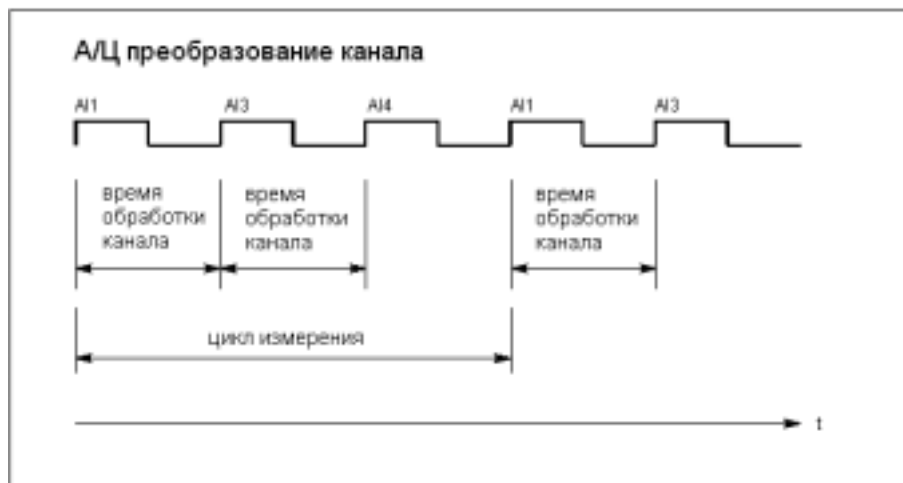 А/Ц преобразование канала
AI1 AI3 AI4 AI1 AI3
время обработки канала
время обработки канала
время обработки канала
цикл измерения
t